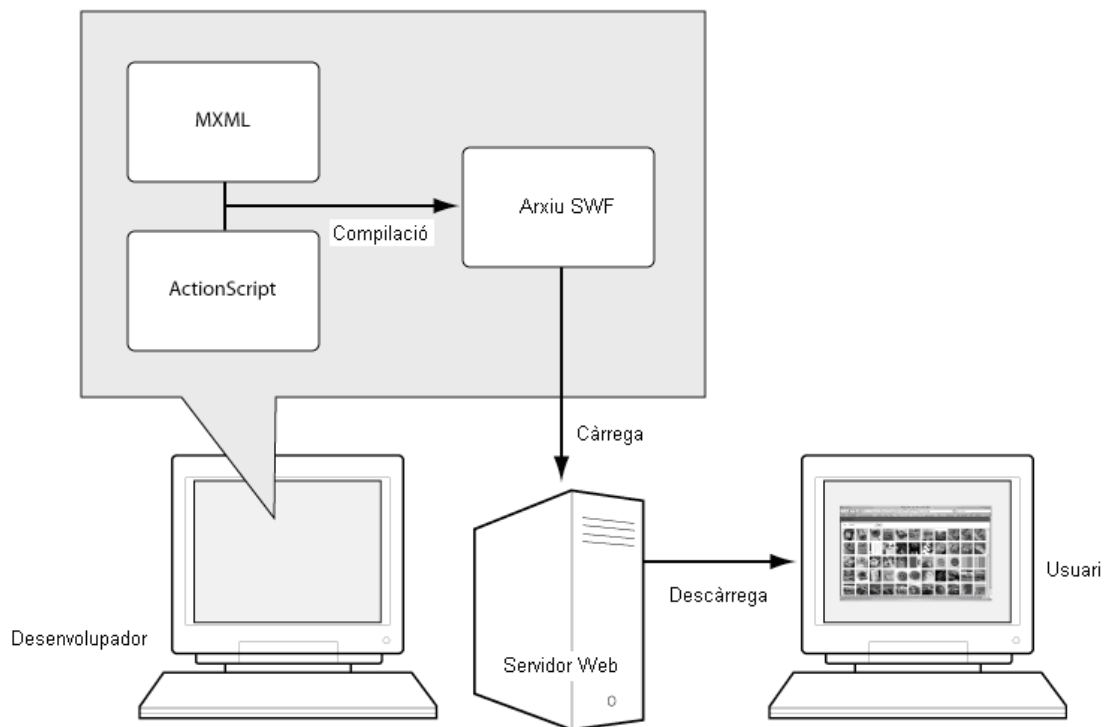 MXML
Arxiu SWF
Compilació
ActionScript
Càrrega
Descàrrega
Usuari
Desenvolupador
Servidor Web